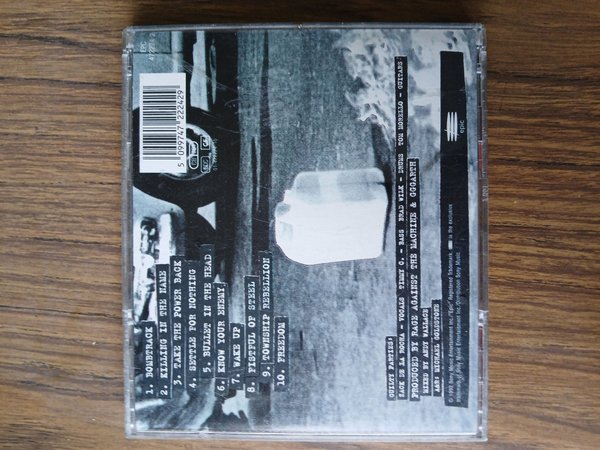 1. BOMBTRACK
2. KILLING IN THE NAME
3. TAKE THE POWER BACK
4. SETTLE FOR NOTHING
5. BULLET IN THE HEAD
6. KNOW YOUR ENEMY
7. WAKE UP
8. FISTFUL OF STEEL
9. TOWNSHIP REBELLION
10. FREEDOM
GUILTY PARTIES:
ZACK DE LA ROCHA - VOCALS TIMMY C. - BASS BRAD WILK - DRUMS TOM MORELLO - GUITARS
PRODUCED BY RAGE AGAINST THE MACHINE & GGGARTH
MIXED BY ANDY WALLACE
A&R: MICHAEL GOLDSTONE
5 099747 222429
epic